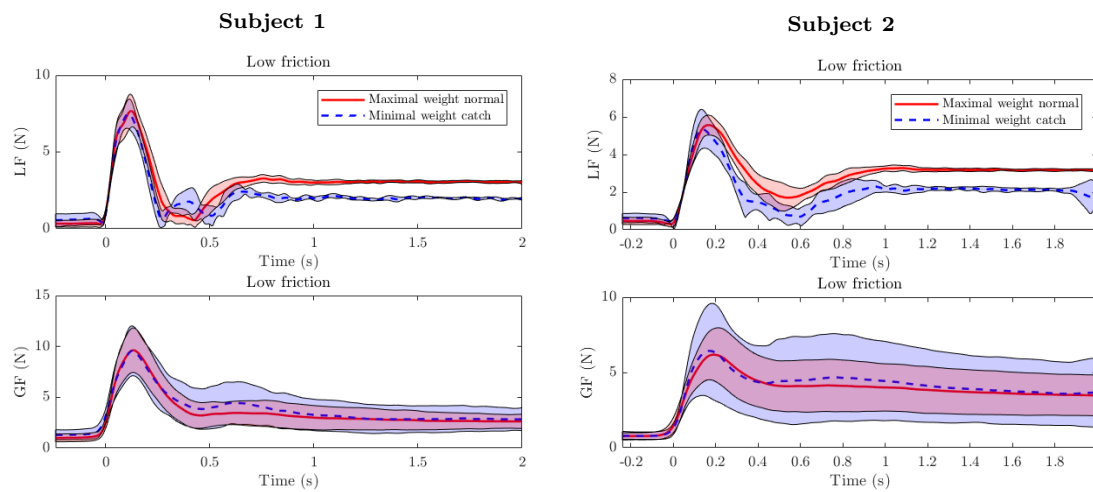 Subject 1
Low friction
LF (N)
10
5
0
Maximal weight normal
Minimal weight catch
0
0.5
1
1.5
2
Time (s)
Low friction
GF (N)
15
10
5
0
0
0.5
1
1.5
2
Time (s)
Subject 2
Low friction
LF (N)
8
6
4
2
0
Maximal weight normal
Minimal weight catch
-0.2
0
0.2
0.4
0.6
0.8
1
1.2
1.4
1.6
1.8
Time (s)
Low friction
GF (N)
10
5
0
-0.2
0
0.2
0.4
0.6
0.8
1
1.2
1.4
1.6
1.8
Time (s)